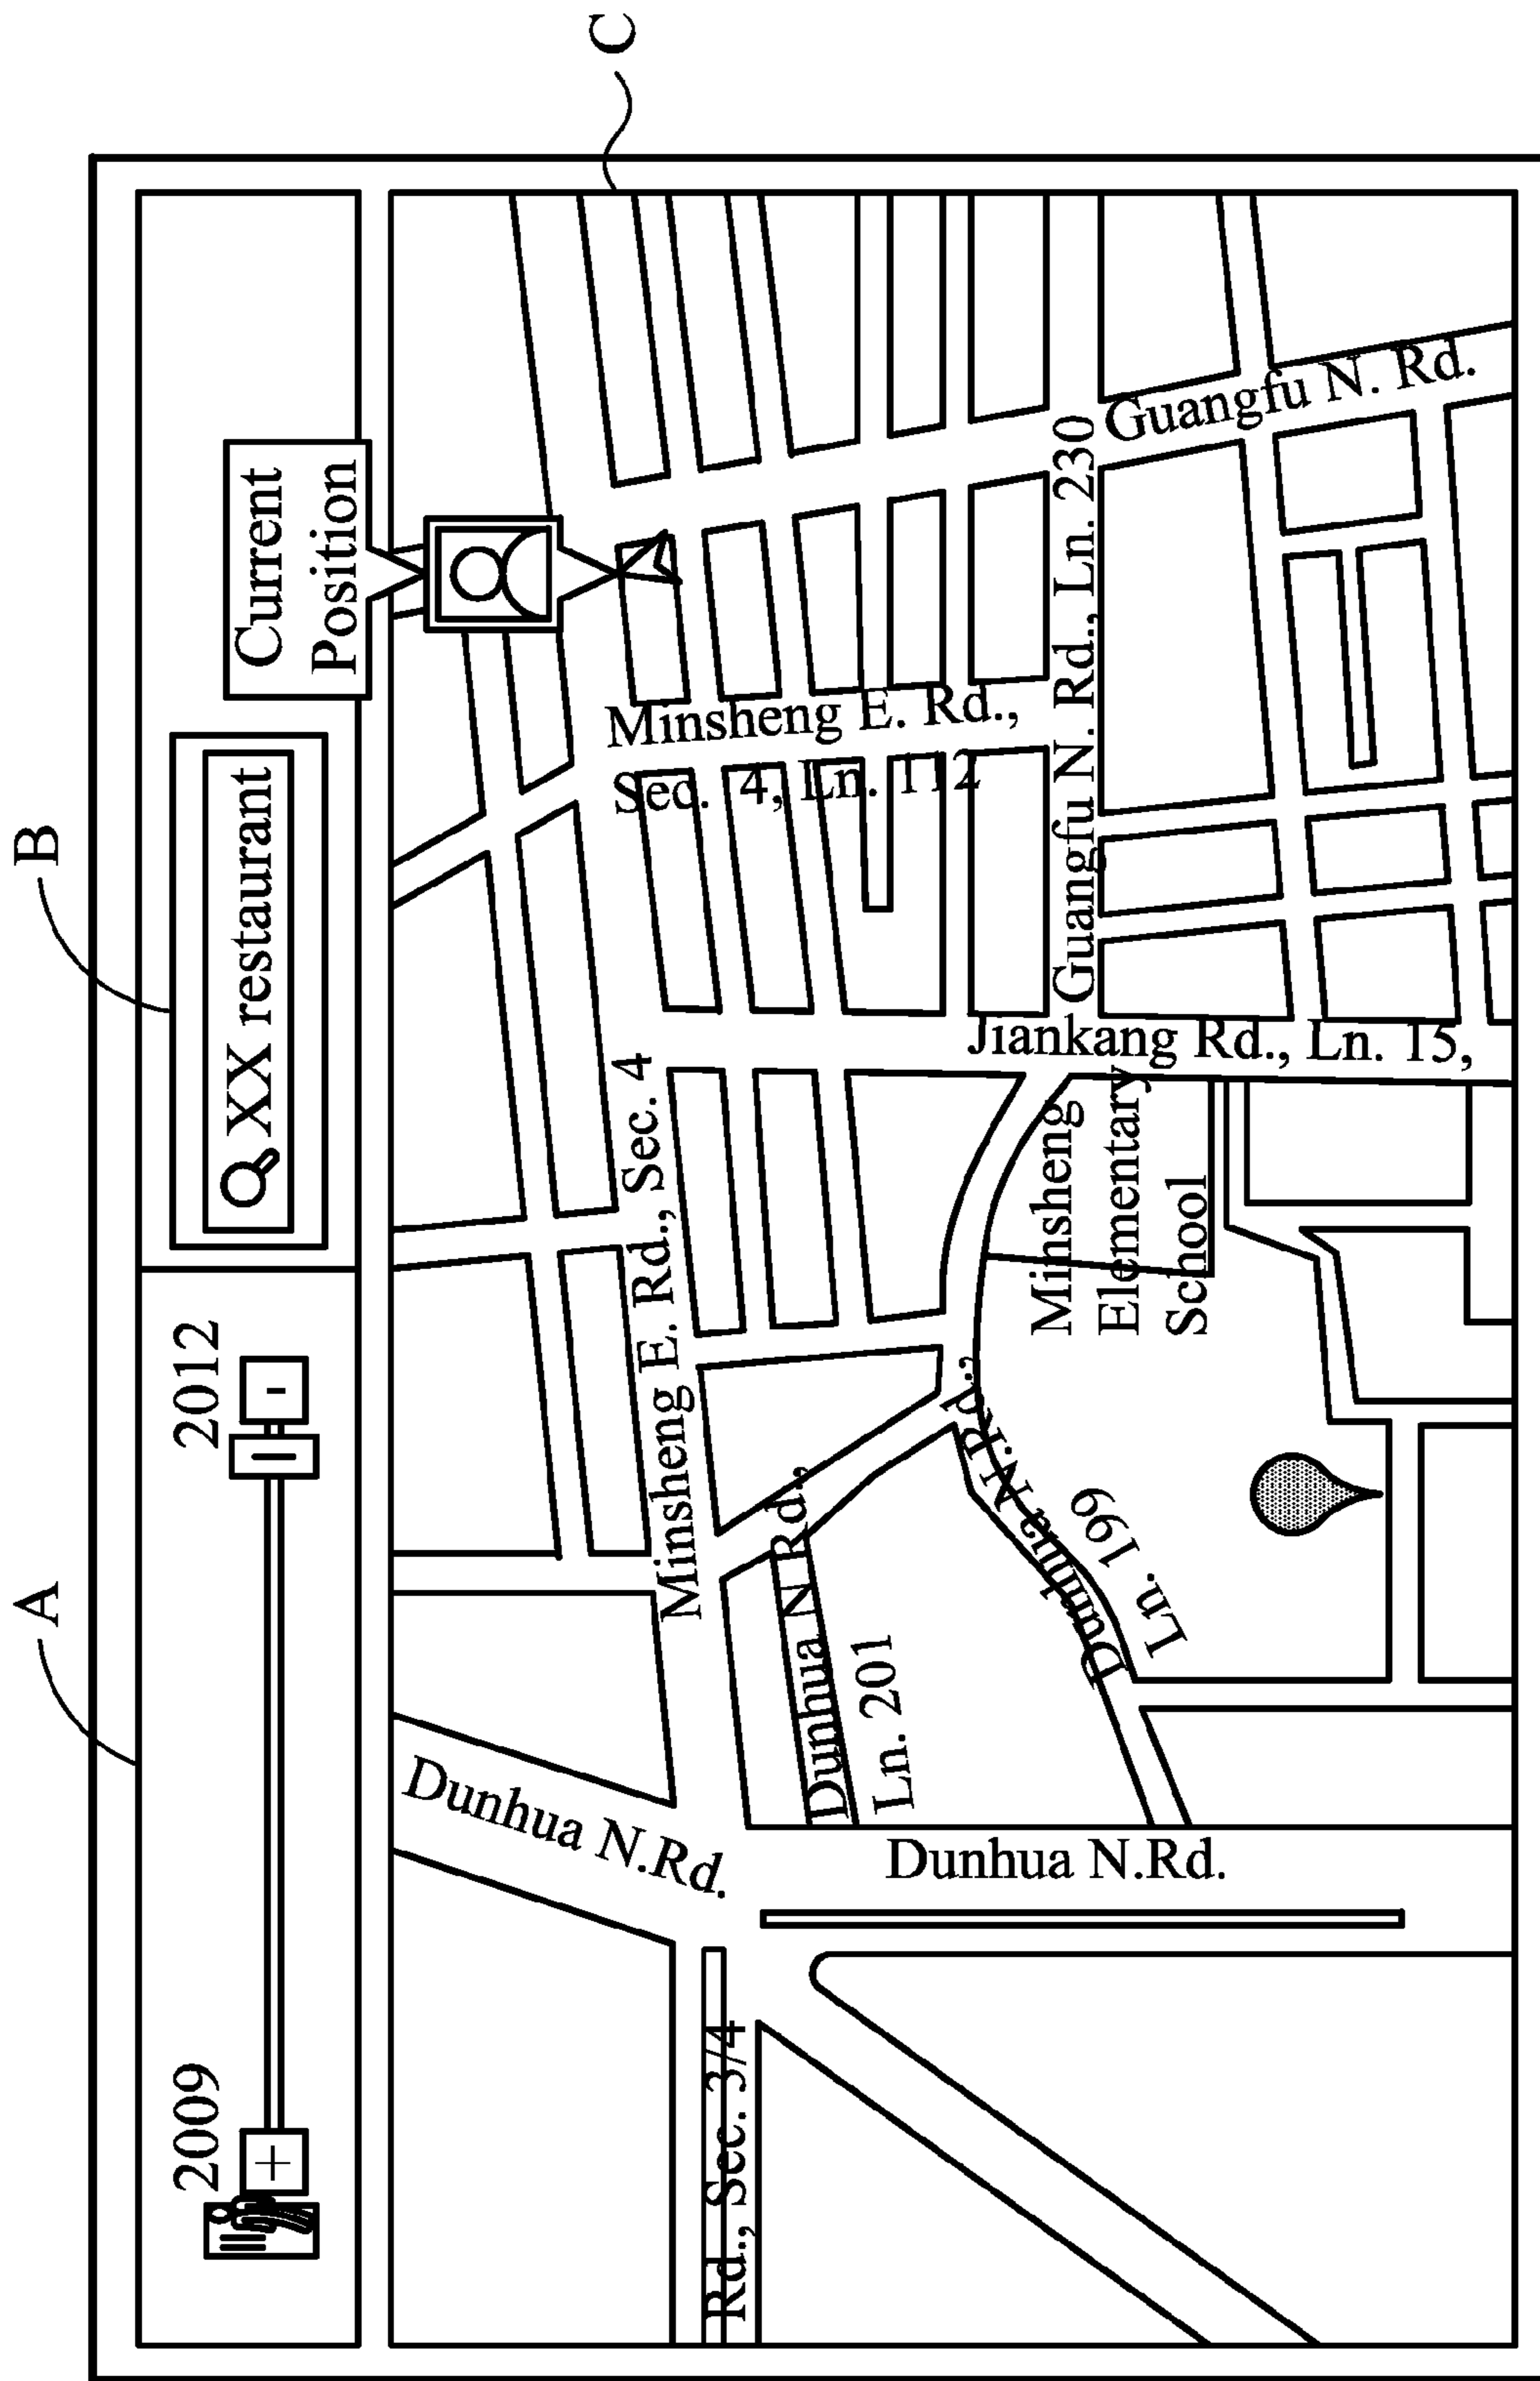 A
B
C
2009
+
2012
-
XX restaurant
Current
Position
Dunhua N.Rd.
Minsheng E. Rd., Sec. 4
Minsheng E. Rd.,
Sec. 4, Ln. 112
Rd., Sec. 3/4
Dunhua N.Rd.
Dunhua N. Rd.,
Ln. 201
Dunhua N.Rd.,
Ln. 199
Minsheng
Elementary
School
Jiankang Rd., Ln. 15,
Guangfu N. Rd., Ln. 230
Guangfu N. Rd.